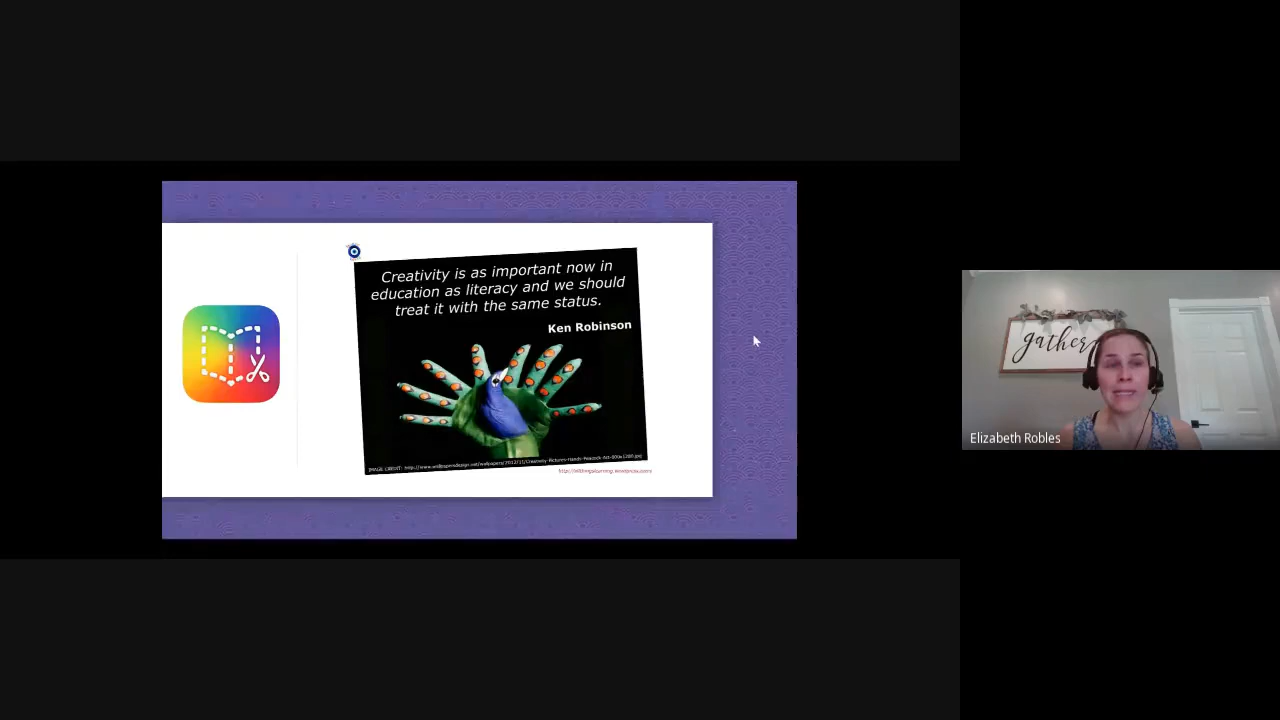 Creativity is as important now in
education as literacy and we should
treat it with the same status.
Ken Robinson
gather
Elizabeth Robles